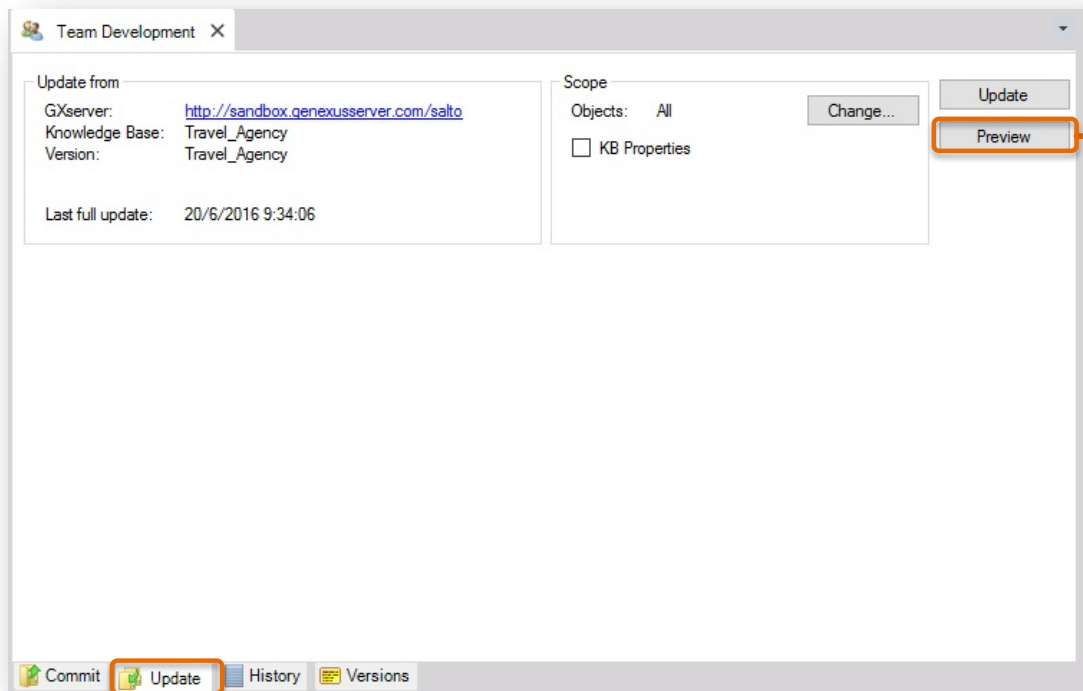 Team Development
Update from
GXserver: http://sandbox.genexusserver.com/salto
Knowledge Base: Travel_Agency
Version: Travel_Agency
Last full update: 20/6/2016 9:34:06
Scope
Objects: All
Change...
KB Properties
Update
Preview
Commit Update History Versions